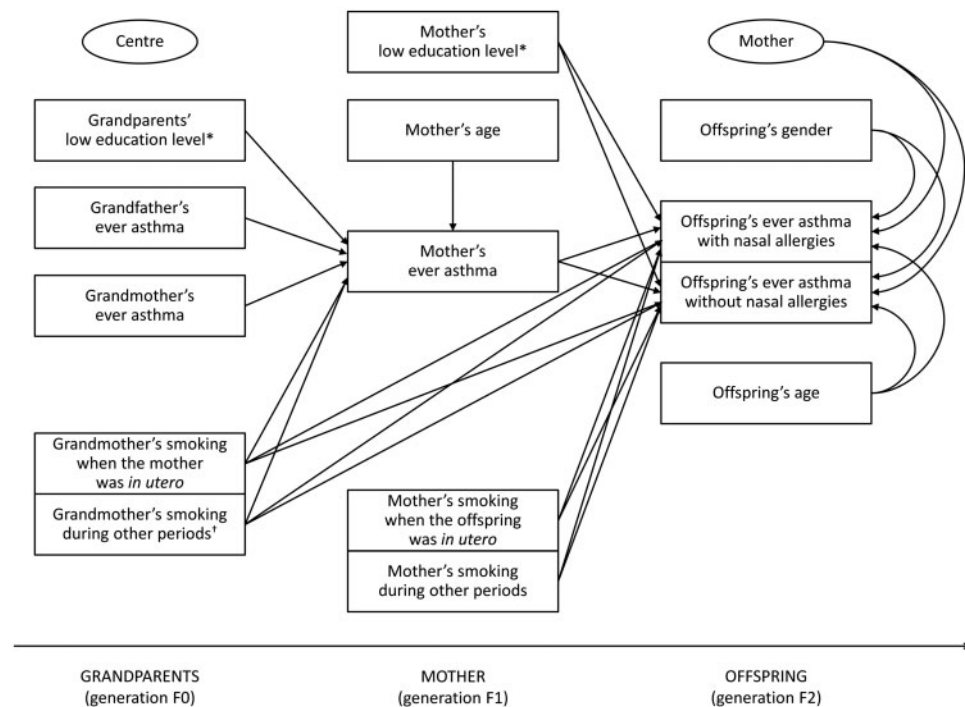 Centre
Grandparents'
low education level*
Grandfather's
ever asthma
Grandmother's
ever asthma
Grandmother's smoking
when the mother
was in utero
Grandmother's smoking
during other periods†
Mother's
low education level*
Mother's age
Mother's
ever asthma
Mother's smoking
when the offspring
was in utero
Mother's smoking
during other periods
Mother
Offspring's gender
Offspring's ever asthma
with nasal allergies
Offspring's ever asthma
without nasal allergies
Offspring's age
GRANDPARENTS
(generation F0)
MOTHER
(generation F1)
OFFSPRING
(generation F2)